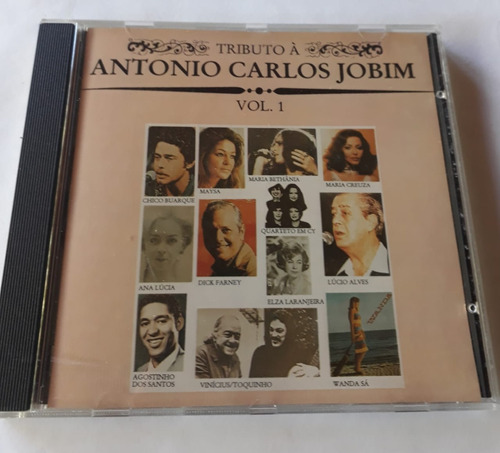 TRIBUTO À
ANTONIO CARLOS JOBIM
VOL. 1
CHICO BUARQUE
MAYSA
MARIA BETHÂNIA
MARIA CREUZA
QUARTETO EM CY
ANA LÚCIA
DICK FARNEY
ELZA LARANJEIRA
LÚCIO ALVES
AGOSTINHO
DOS SANTOS
VINÍCIUS/TOQUINHO
WANDA
WANDA SÁ